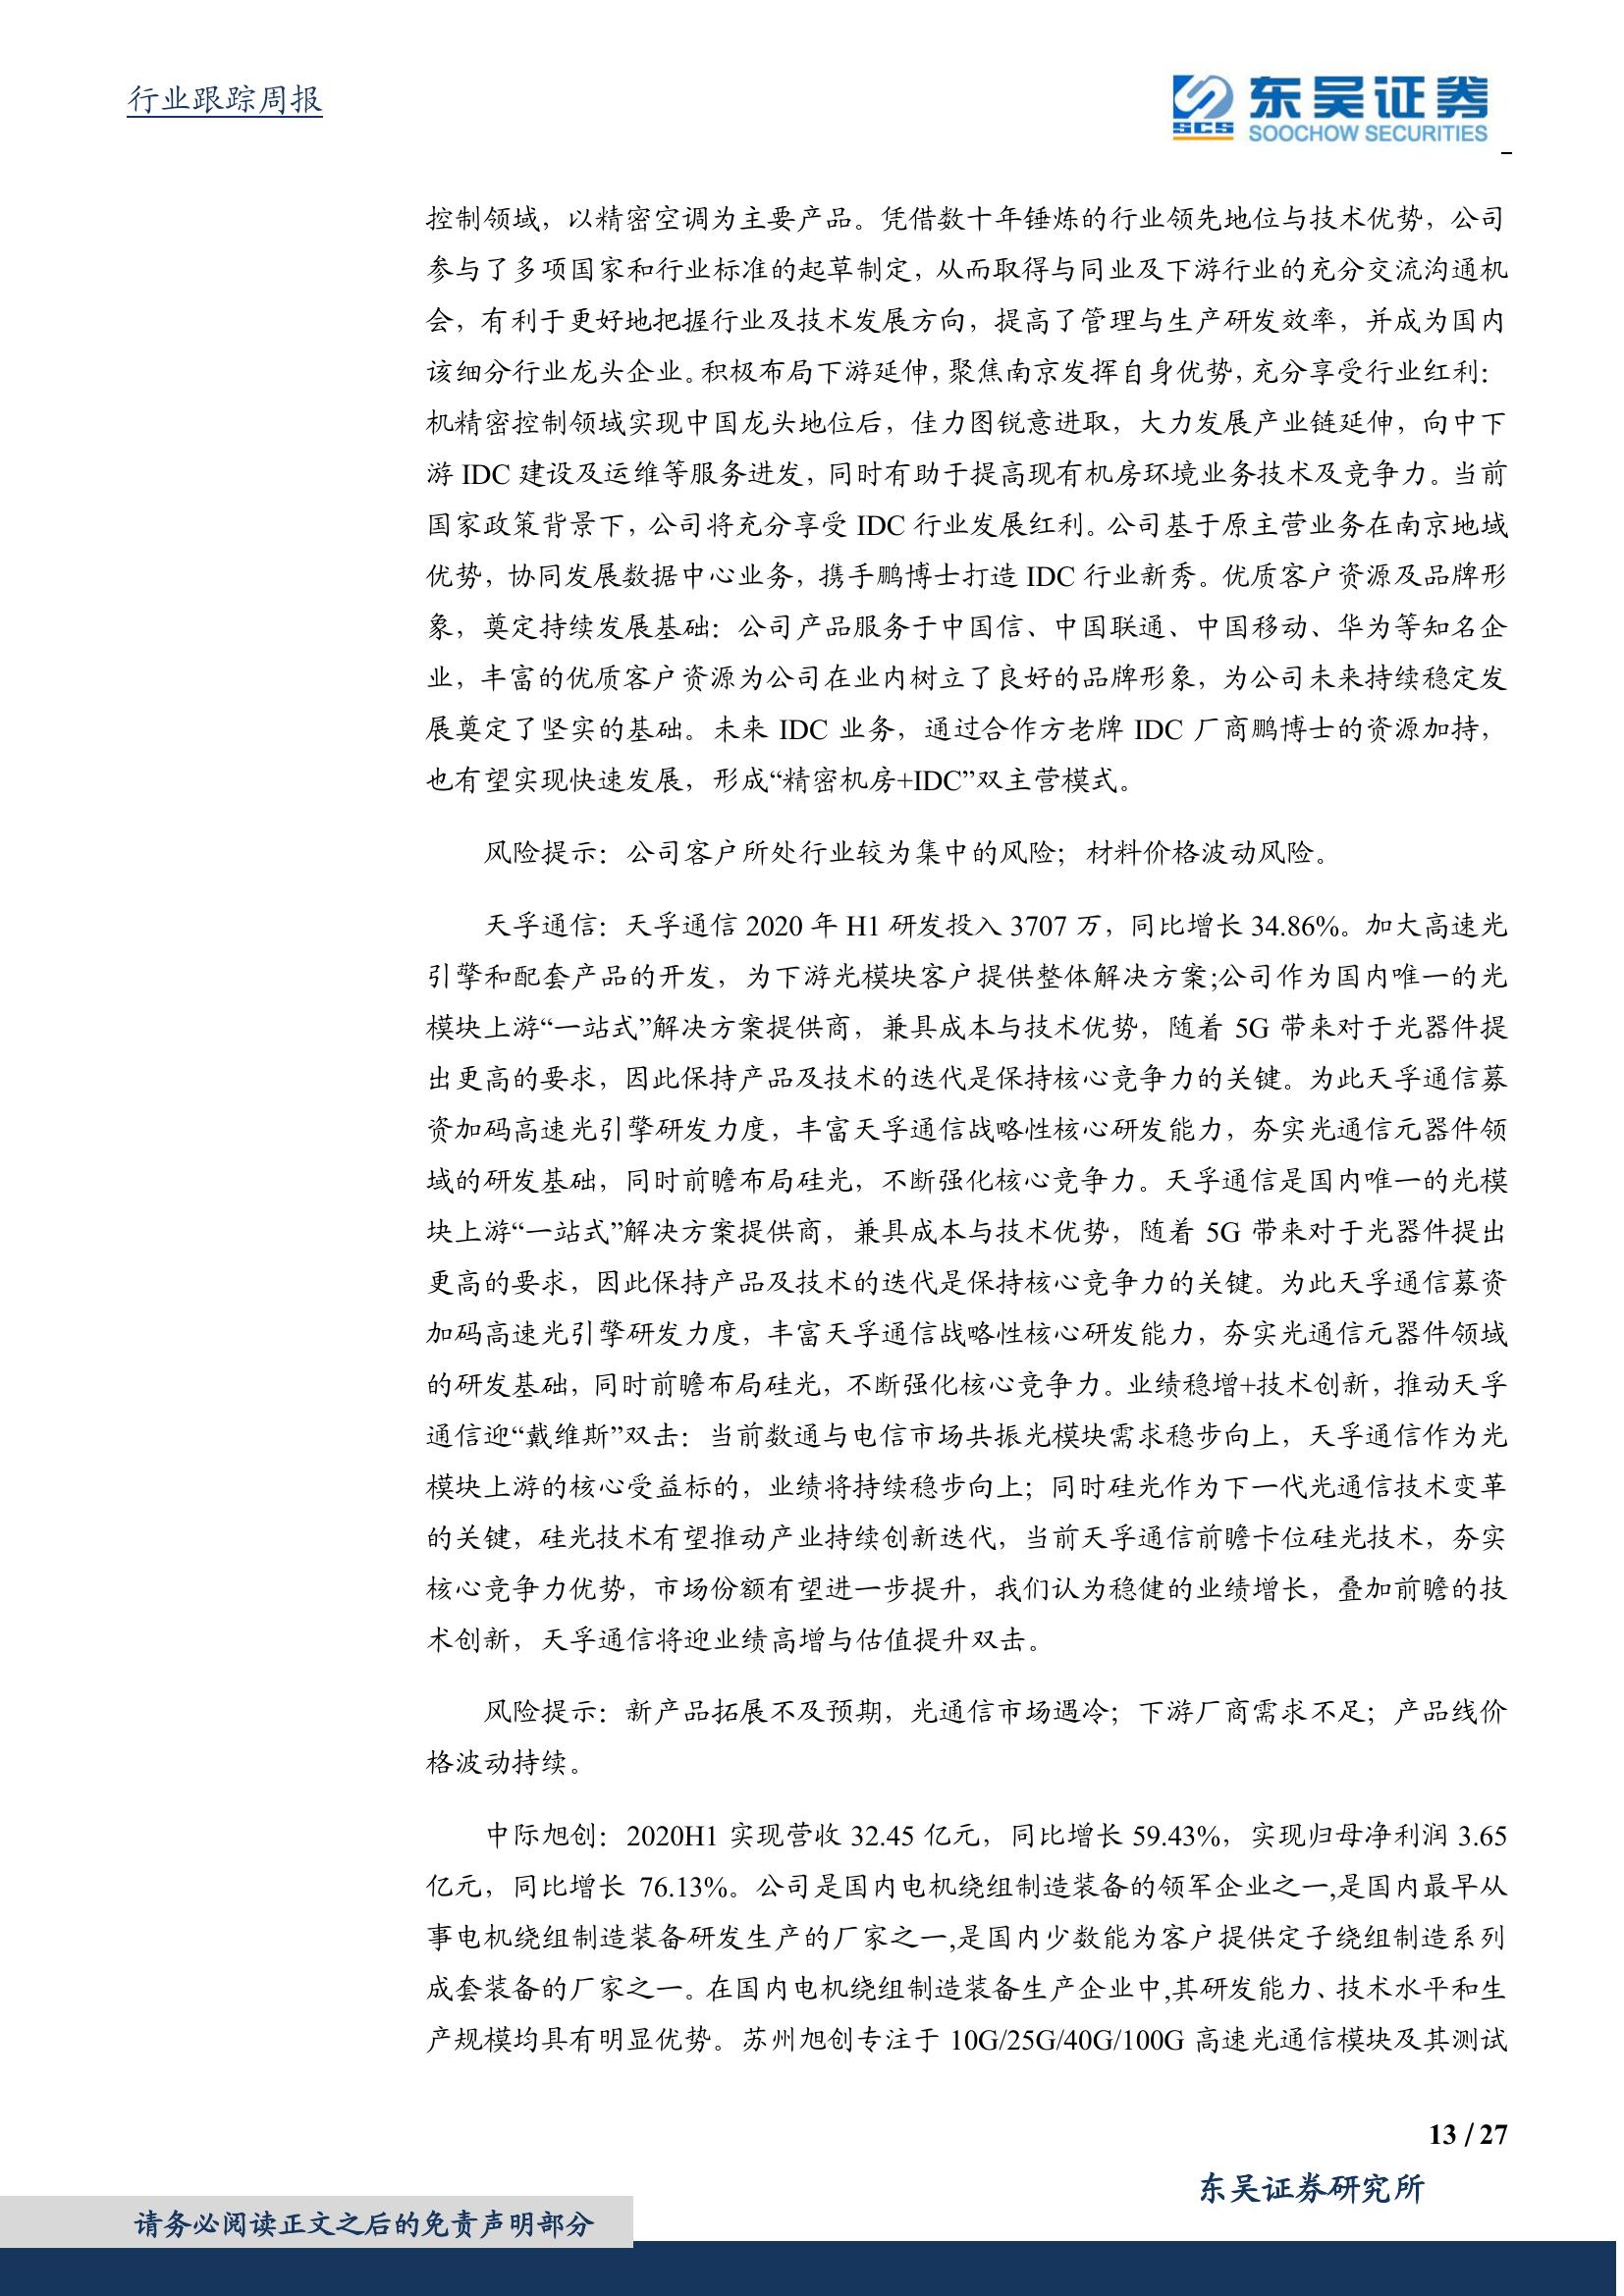 行业跟踪周报
东吴证券
SCS
SOOCHOW SECURITIES
控制领域，以精密空调为主要产品。凭借数十年锤炼的行业领先地位与技术优势，公司
参与了多项国家和行业标准的起草制定，从而取得与同业及下游行业的充分交流沟通机
会，有利于更好地把握行业及技术发展方向，提高了管理与生产研发效率，并成为国内
该细分行业龙头企业。积极布局下游延伸，聚焦南京发挥自身优势，充分享受行业红利：
机精密控制领域实现中国龙头地位后，佳力图锐意进取，大力发展产业链延伸，向中下
游 IDC 建设及运维等服务进发，同时有助于提高现有机房环境业务技术及竞争力。当前
国家政策背景下，公司将充分享受 IDC 行业发展红利。公司基于原主营业务在南京地域
优势，协同发展数据中心业务，携手鹏博士打造 IDC 行业新秀。优质客户资源及品牌形
象，奠定持续发展基础：公司产品服务于中国信、中国联通、中国移动、华为等知名企
业，丰富的优质客户资源为公司在业内树立了良好的品牌形象，为公司未来持续稳定发
展奠定了坚实的基础。未来 IDC 业务，通过合作方老牌 IDC 厂商鹏博士的资源加持，
也有望实现快速发展，形成“精密机房+IDC”双主营模式。
风险提示：公司客户所处行业较为集中的风险；材料价格波动风险。
天孚通信：天孚通信 2020 年 H1 研发投入 3707 万，同比增长 34.86%。加大高速光
引擎和配套产品的开发，为下游光模块客户提供整体解决方案;公司作为国内唯一的光
模块上游“一站式”解决方案提供商，兼具成本与技术优势，随着 5G 带来对于光器件提
出更高的要求，因此保持产品及技术的迭代是保持核心竞争力的关键。为此天孚通信募
资加码高速光引擎研发力度，丰富天孚通信战略性核心研发能力，夯实光通信元器件领
域的研发基础，同时前瞻布局硅光，不断强化核心竞争力。天孚通信是国内唯一的光模
块上游“一站式”解决方案提供商，兼具成本与技术优势，随着 5G 带来对于光器件提出
更高的要求，因此保持产品及技术的迭代是保持核心竞争力的关键。为此天孚通信募资
加码高速光引擎研发力度，丰富天孚通信战略性核心研发能力，夯实光通信元器件领域
的研发基础，同时前瞻布局硅光，不断强化核心竞争力。业绩稳增+技术创新，推动天孚
通信迎“戴维斯”双击：当前数通与电信市场共振光模块需求稳步向上，天孚通信作为光
模块上游的核心受益标的，业绩将持续稳步向上；同时硅光作为下一代光通信技术变革
的关键，硅光技术有望推动产业持续创新迭代，当前天孚通信前瞻卡位硅光技术，夯实
核心竞争力优势，市场份额有望进一步提升，我们认为稳健的业绩增长，叠加前瞻的技
术创新，天孚通信将迎业绩高增与估值提升双击。
风险提示：新产品拓展不及预期，光通信市场遇冷；下游厂商需求不足；产品线价
格波动持续。
中际旭创：2020H1 实现营收 32.45 亿元，同比增长 59.43%，实现归母净利润 3.65
亿元，同比增长 76.13%。公司是国内电机绕组制造装备的领军企业之一,是国内最早从
事电机绕组制造装备研发生产的厂家之一,是国内少数能为客户提供定子绕组制造系列
成套装备的厂家之一。在国内电机绕组制造装备生产企业中,其研发能力、技术水平和生
产规模均具有明显优势。苏州旭创专注于 10G/25G/40G/100G 高速光通信模块及其测试
13 / 27
东吴证券研究所
请务必阅读正文之后的免责声明部分